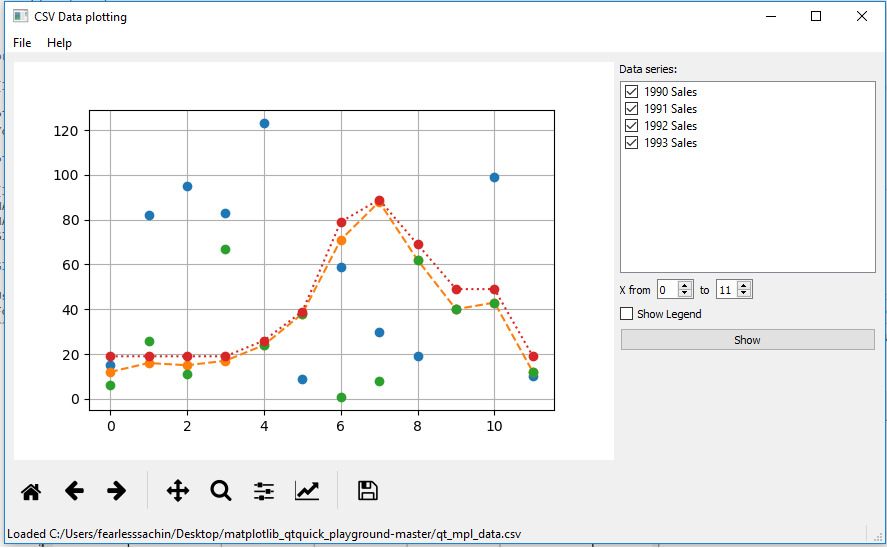 CSV Data plotting
File Help
Data series:
1990 Sales
1991 Sales
1992 Sales
1993 Sales
X from 0 to 11
Show Legend
Show
120
100
80
60
40
20
0
0 2 4 6 8 10
Loaded C:/Users/fearlesssachin/Desktop/matplotlib_qtquick_playground-master/qt_mpl_data.csv